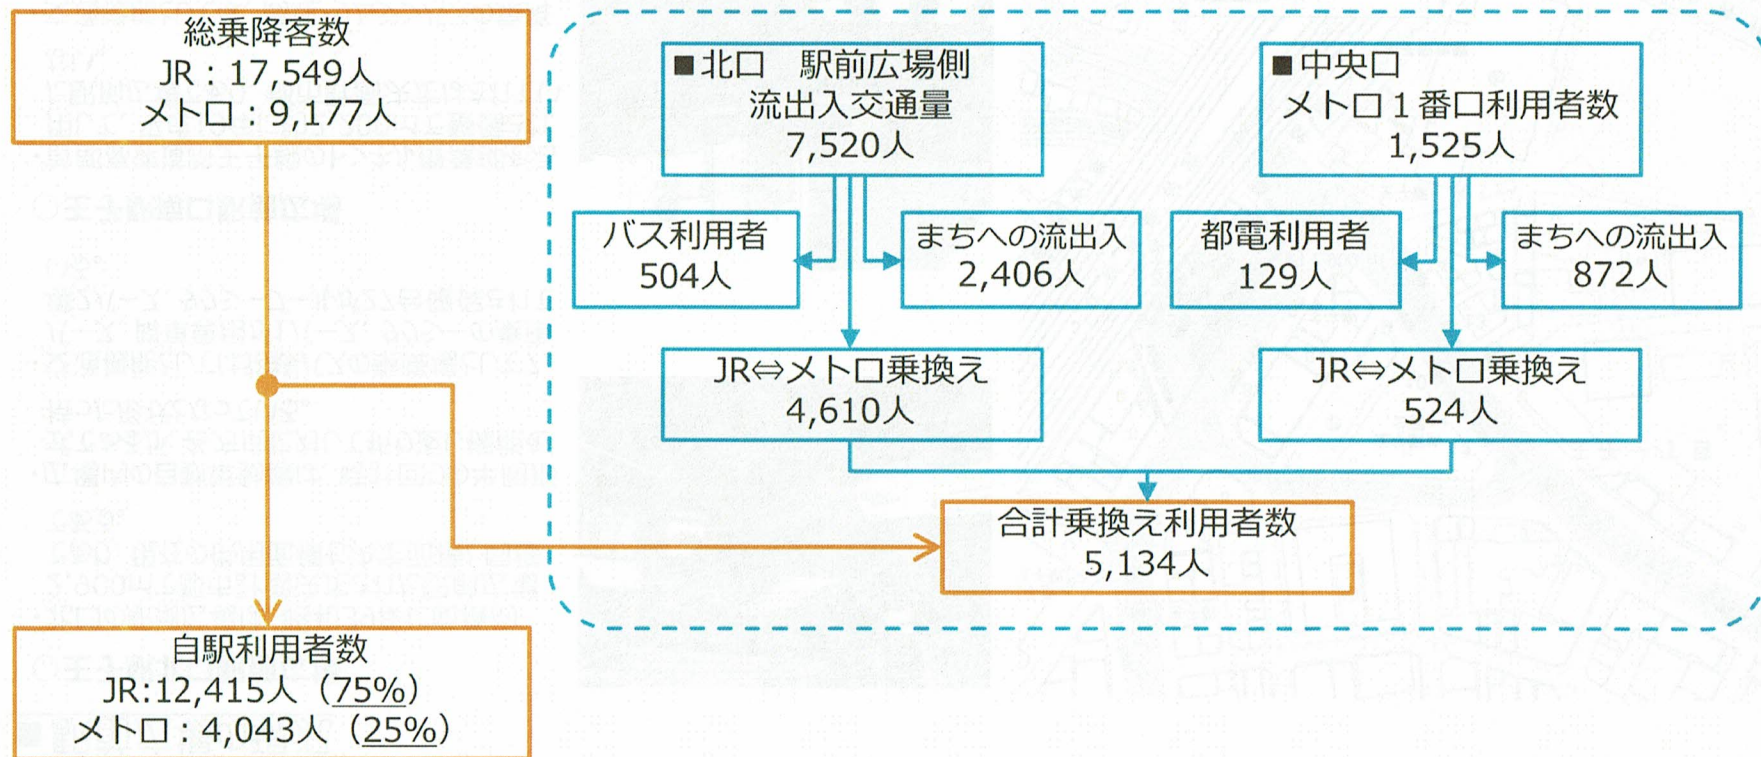 総乗降客数
JR：17,549人
メトロ：9,177人
■北口　駅前広場側
流出入交通量
7,520人
■中央口
メトロ１番口利用者数
1,525人
バス利用者
504人
まちへの流出入
2,406人
都電利用者
129人
まちへの流出入
872人
JR⇔メトロ乗換え
4,610人
JR⇔メトロ乗換え
524人
合計乗換え利用者数
5,134人
自駅利用者数
JR:12,415人（75%）
メトロ：4,043人（25%）